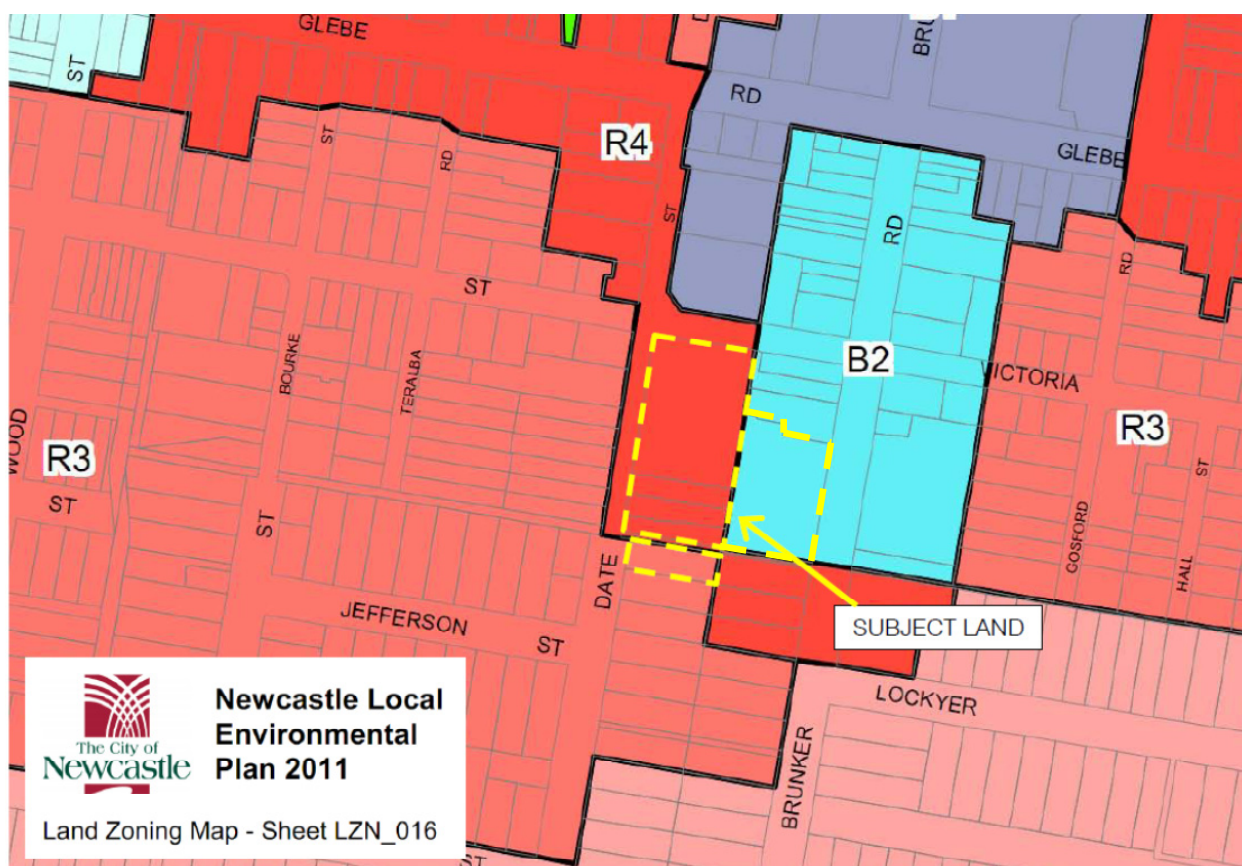 GLEBE
ST
RD
BRU
R4
GLEBE
ST
RD
ST
RD
RD
ST
BOURKE
TERALBA
B2
VICTORIA
R3
WOOD
R3
ST
ST
GOSFORD
HALL
ST
DATE
JEFFERSON
ST
SUBJECT LAND
LOCKYER
BRUNKER
ST
The City of
Newcastle
Newcastle Local
Environmental
Plan 2011
Land Zoning Map - Sheet LZN_016